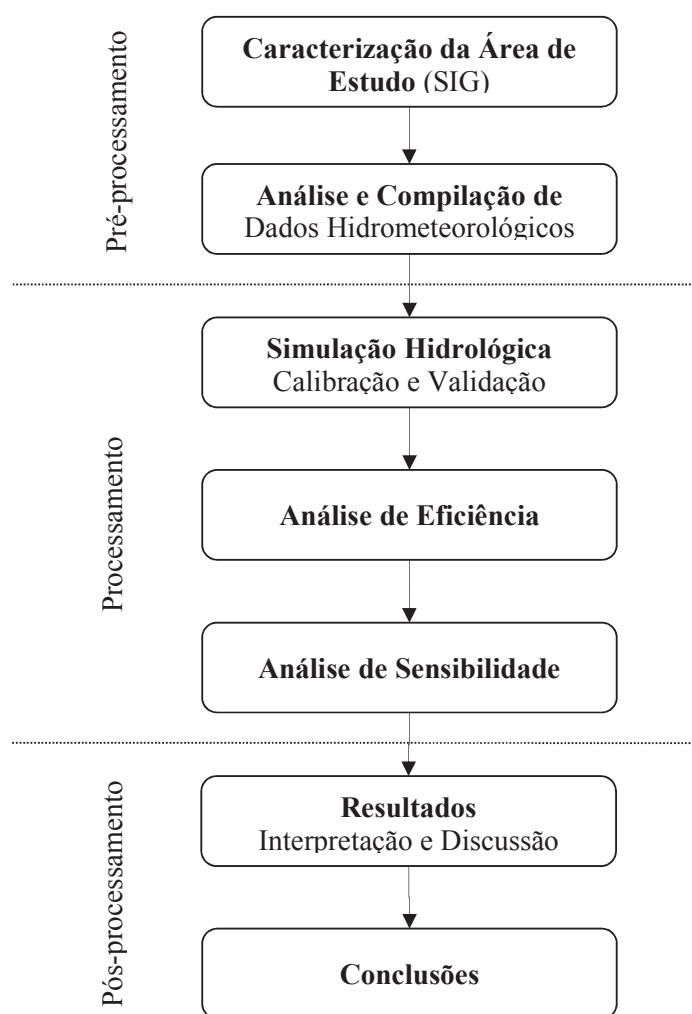 Pré-processamento
Caracterização da Área de
Estudo (SIG)
Análise e Compilação de
Dados Hidrometeorológicos
Processamento
Simulação Hidrológica
Calibração e Validação
Análise de Eficiência
Análise de Sensibilidade
Pós-processamento
Resultados
Interpretação e Discussão
Conclusões